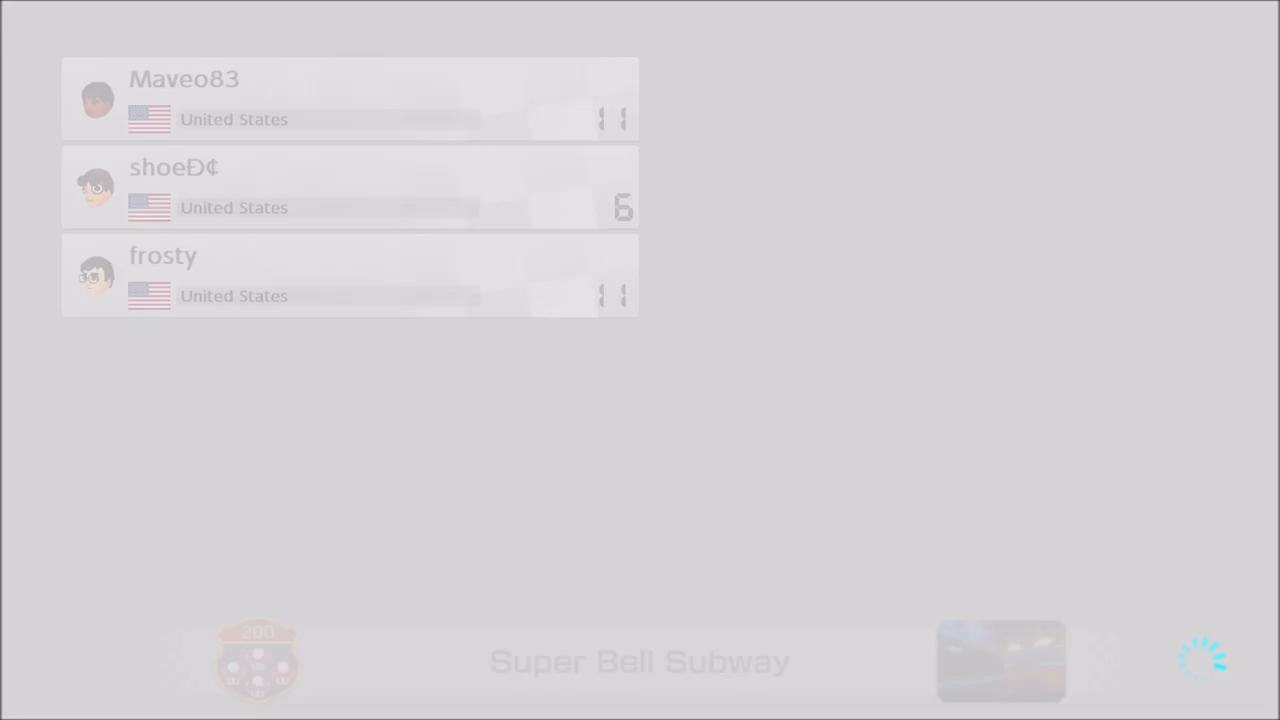 Maveo83
United States
11
shoeĐ¢
United States
6
frosty
United States
11
200
Super Bell Subway